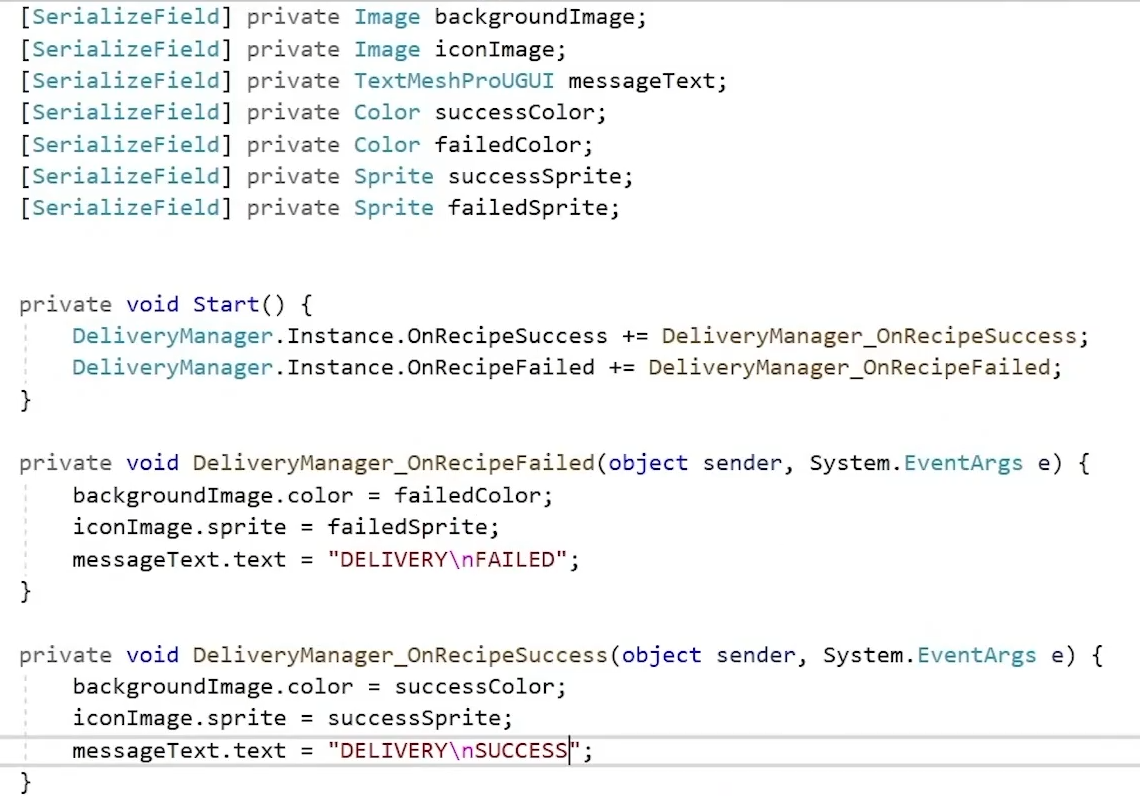 [SerializeField] private Image backgroundImage;
[SerializeField] private Image iconImage;
[SerializeField] private TextMeshProUGUI messageText;
[SerializeField] private Color successColor;
[SerializeField] private Color failedColor;
[SerializeField] private Sprite successSprite;
[SerializeField] private Sprite failedSprite;
private void Start() {
    DeliveryManager.Instance.OnRecipeSuccess += DeliveryManager_OnRecipeSuccess;
    DeliveryManager.Instance.OnRecipeFailed += DeliveryManager_OnRecipeFailed;
}
private void DeliveryManager_OnRecipeFailed(object sender, System.EventArgs e) {
    backgroundImage.color = failedColor;
    iconImage.sprite = failedSprite;
    messageText.text = "DELIVERY\nFAILED";
}
private void DeliveryManager_OnRecipeSuccess(object sender, System.EventArgs e) {
    backgroundImage.color = successColor;
    iconImage.sprite = successSprite;
    messageText.text = "DELIVERY\nSUCCESS";
}